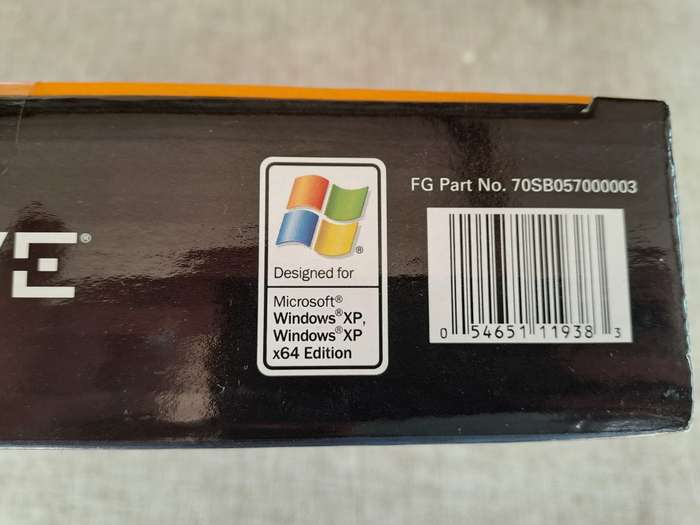 FG Part No. 70SB057000003
E®
®
Designed for
Microsoft®
Windows®XP,
Windows®XP
x64 Edition
0 54651 11938 3